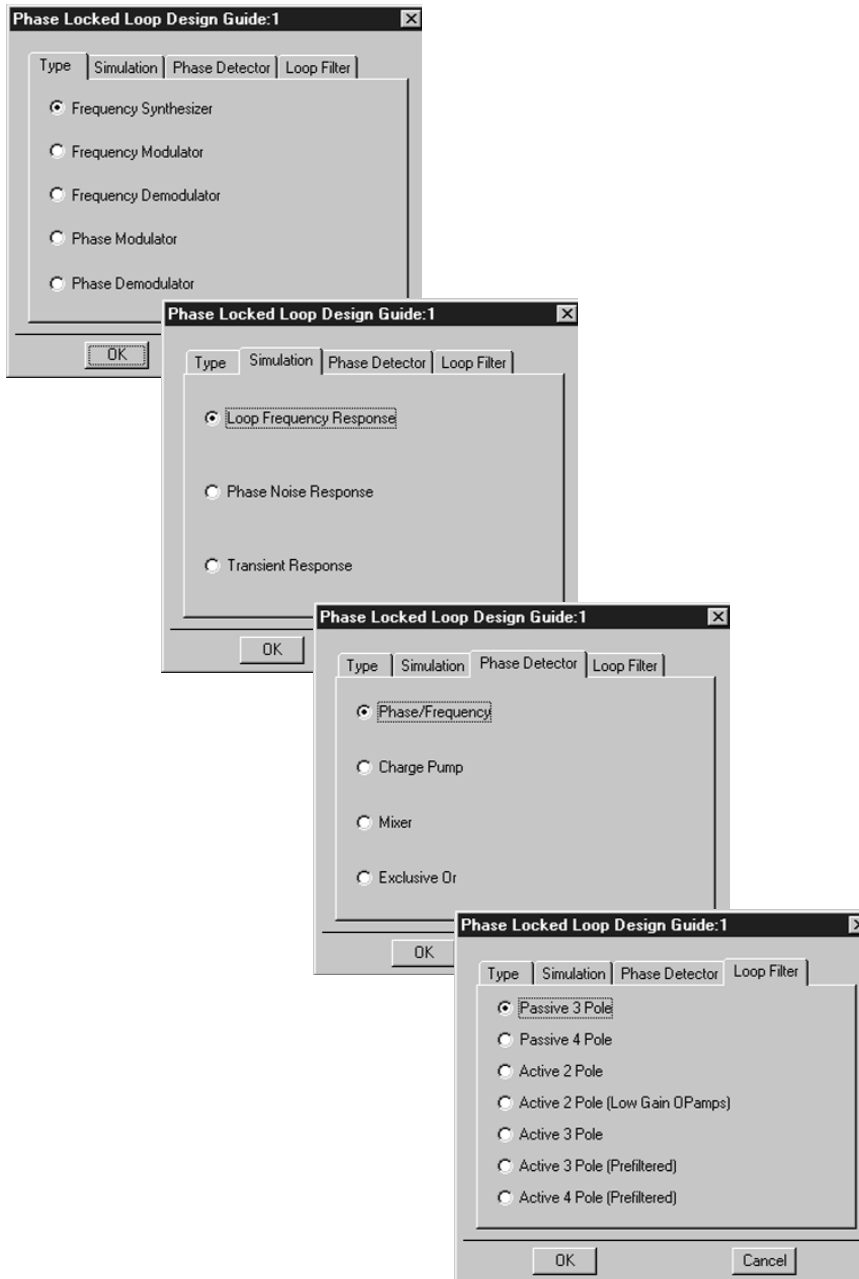 Phase Locked Loop Design Guide:1
Type Simulation Phase Detector Loop Filter
Frequency Synthesizer
Frequency Modulator
Frequency Demodulator
Phase Modulator
Phase Demodulator
OK
Phase Locked Loop Design Guide:1
Type Simulation Phase Detector Loop Filter
Loop Frequency Response
Phase Noise Response
Transient Response
OK
Phase Locked Loop Design Guide:1
Type Simulation Phase Detector Loop Filter
Phase/Frequency
Charge Pump
Mixer
Exclusive Or
OK
Phase Locked Loop Design Guide:1
Type Simulation Phase Detector Loop Filter
Passive 3 Pole
Passive 4 Pole
Active 2 Pole
Active 2 Pole (Low Gain OPamps)
Active 3 Pole
Active 3 Pole (Prefiltered)
Active 4 Pole (Prefiltered)
OK Cancel